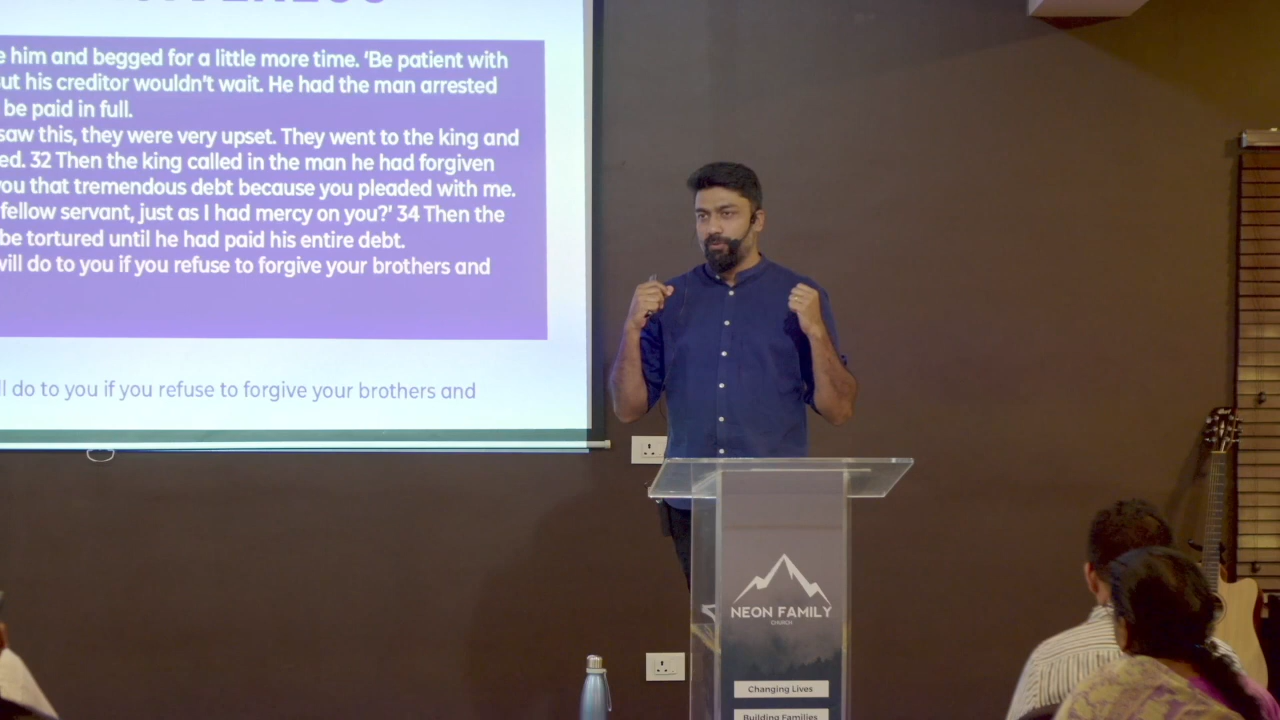 e him and begged for a little more time. 'Be patient with
ut his creditor wouldn't wait. He had the man arrested
be paid in full.
saw this, they were very upset. They went to the king and
ed. 32 Then the king called in the man he had forgiven
you that tremendous debt because you pleaded with me.
fellow servant, just as I had mercy on you?' 34 Then the
be tortured until he had paid his entire debt.
will do to you if you refuse to forgive your brothers and
ll do to you if you refuse to forgive your brothers and
NEON FAMILY
CHURCH
Changing Lives
Building Families
Cort